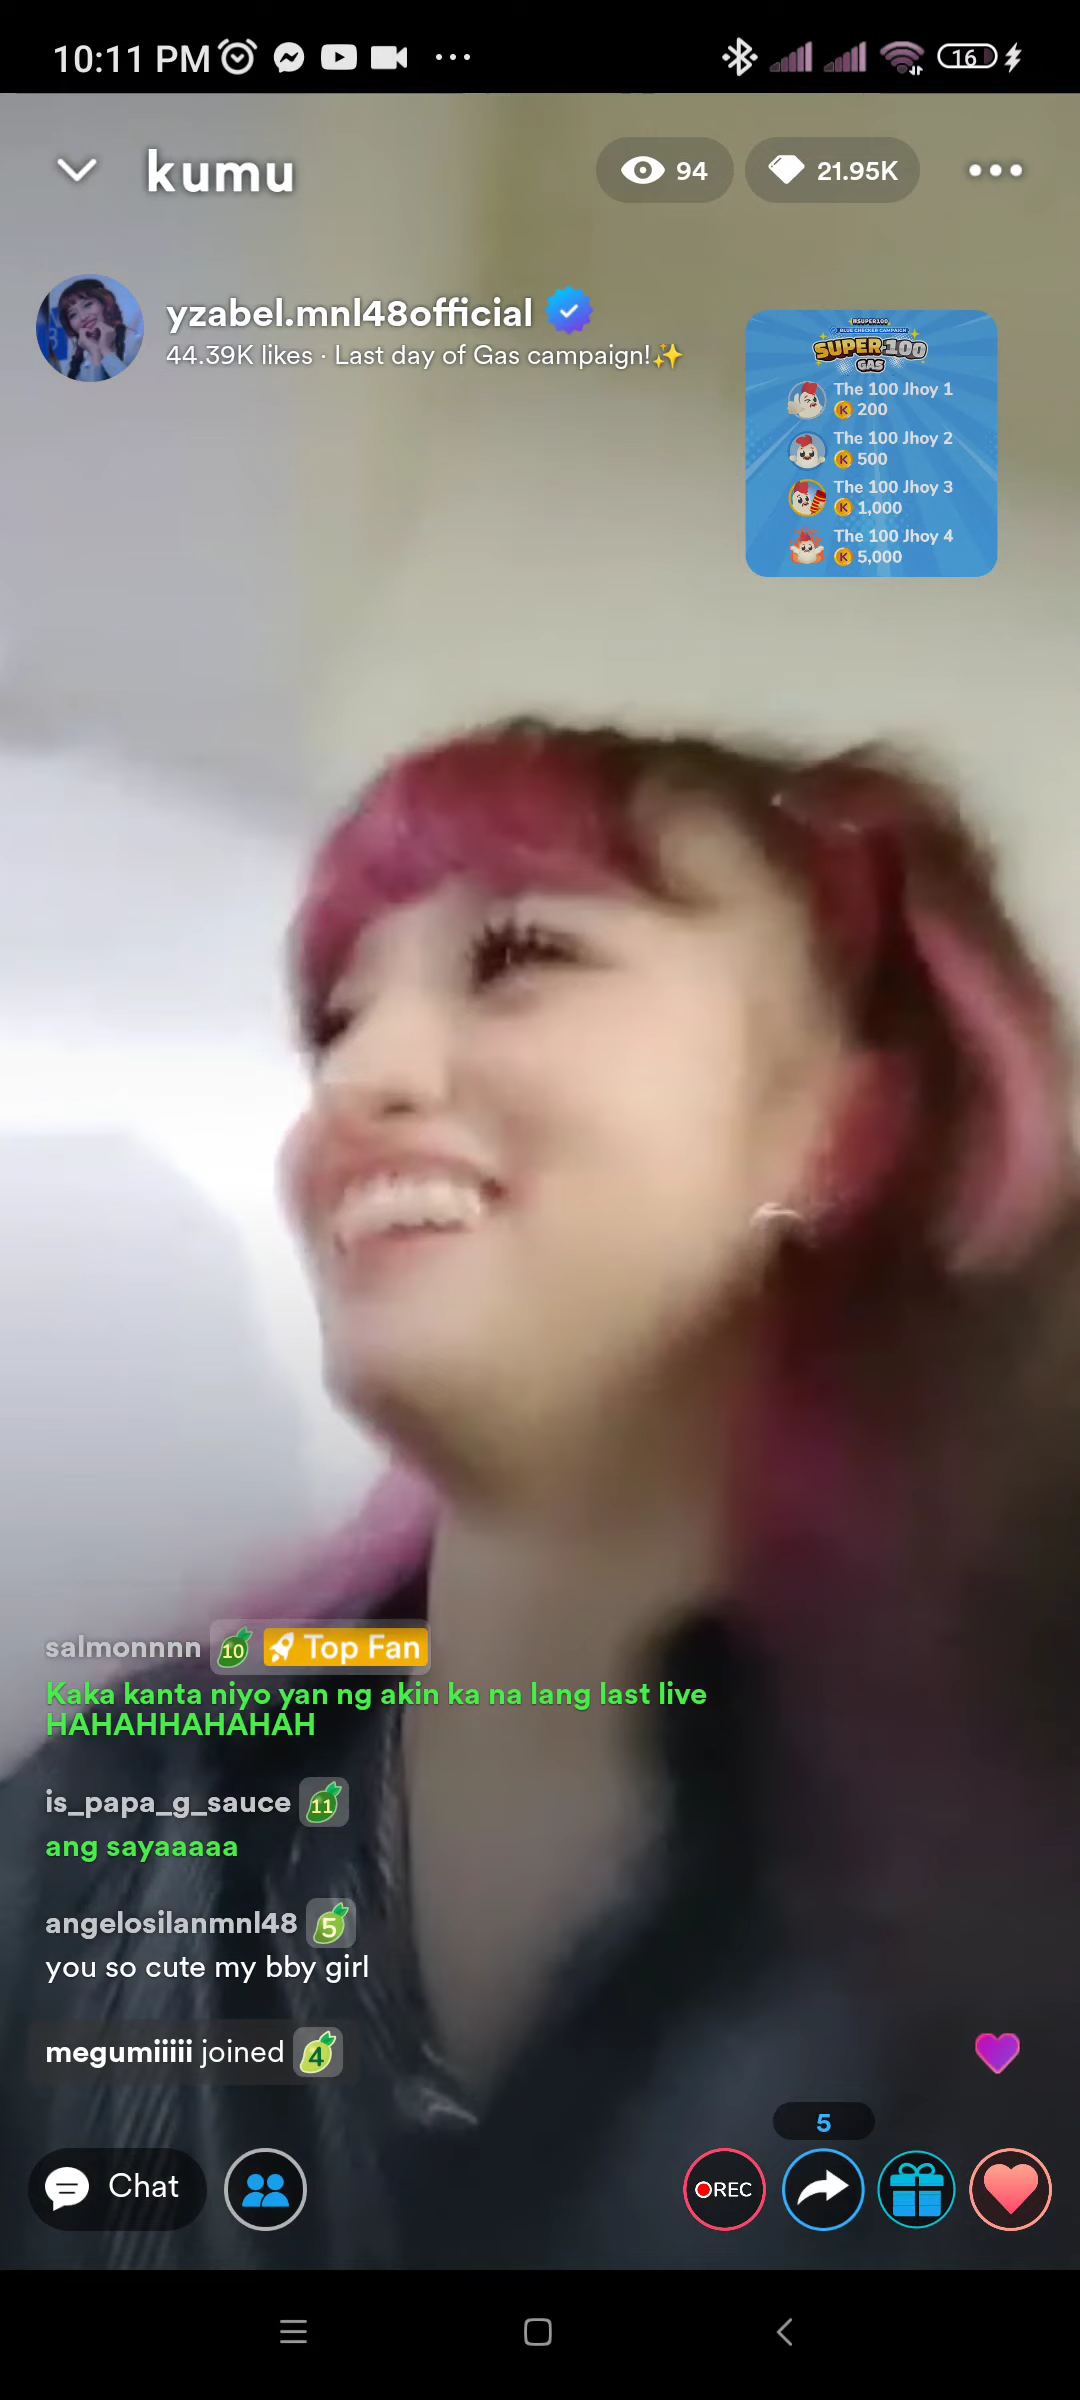 10:11 PM
16
kumu
94
21.95K
yzabel.mnl48official
44.39K likes · Last day of Gas campaign!✨
#SUPER100
BLUE CHECKER CAMPAIGN
SUPER 100
GAS
The 100 Jhoy 1
K 200
The 100 Jhoy 2
K 500
The 100 Jhoy 3
K 1,000
The 100 Jhoy 4
K 5,000
salmonnnn 10 Top Fan
Kaka kanta niyo yan ng akin ka na lang last live
HAHAHHAHAHAH
is_papa_g_sauce 11
ang sayaaaaa
angelosilanmnl48 5
you so cute my bby girl
megumiiiii joined 4
5
Chat
REC